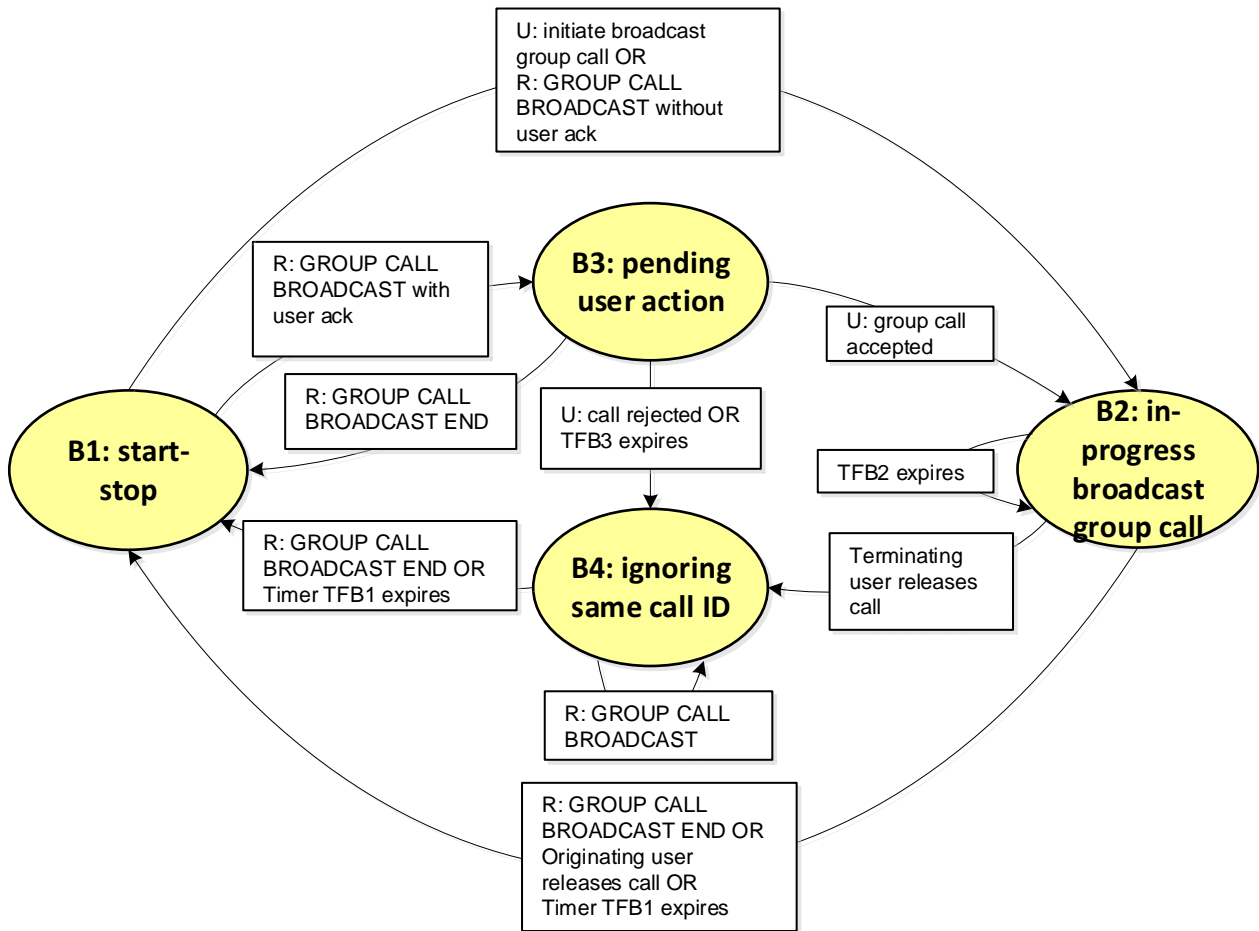 U: initiate broadcast
group call OR
R: GROUP CALL
BROADCAST without
user ack
B3: pending
user action
R: GROUP CALL
BROADCAST with
user ack
U: group call
accepted
R: GROUP CALL
BROADCAST END
U: call rejected OR
TFB3 expires
B1: start-
stop
B2: in-
progress
broadcast
group call
TFB2 expires
R: GROUP CALL
BROADCAST END OR
Timer TFB1 expires
B4: ignoring
same call ID
Terminating
user releases
call
R: GROUP CALL
BROADCAST
R: GROUP CALL
BROADCAST END OR
Originating user
releases call OR
Timer TFB1 expires